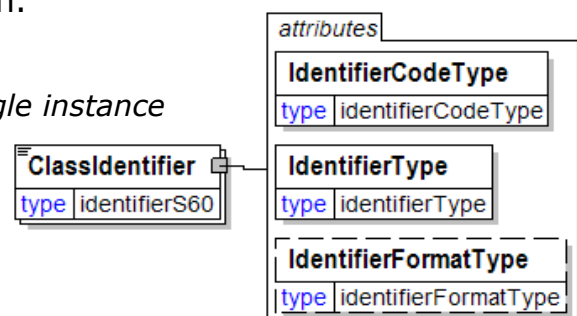 n.
attributes
IdentifierCodeType
type identifierCodeType
gle instance
ClassIdentifier
type identifierS60
IdentifierType
type identifierType
IdentifierFormatType
type identifierFormatType